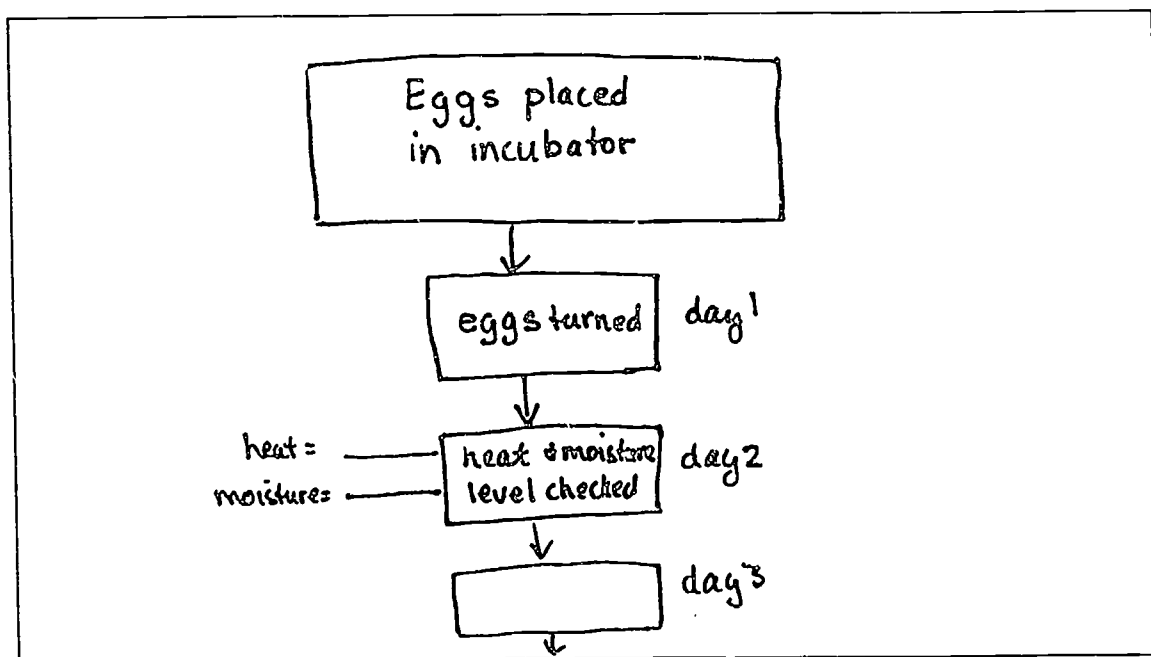 Eggs placed
in incubator
eggs turned
day 1
heat =
heat & moisture
day 2
moisture=
level checked
day 3